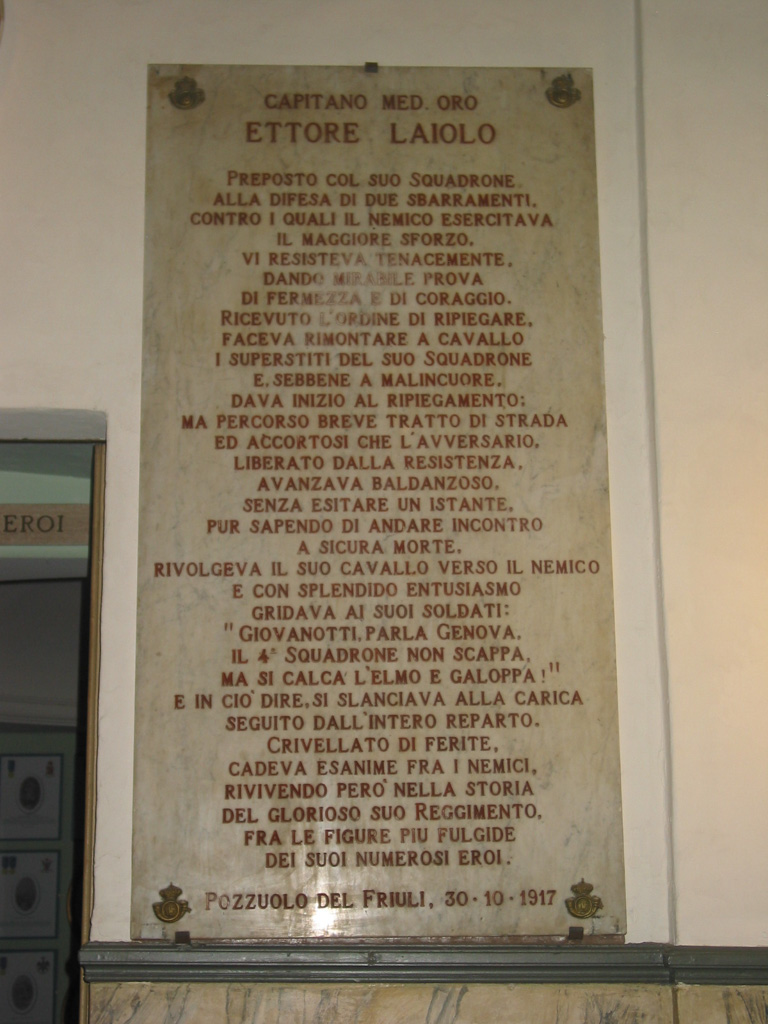 CAPITANO MED. ORO
ETTORE LAIOLO
PREPOSTO COL SUO SQUADRONE
ALLA DIFESA DI DUE SBARRAMENTI,
CONTRO I QUALI IL NEMICO ESERCITAVA
IL MAGGIORE SFORZO,
VI RESISTEVA TENACEMENTE,
DANDO MIRABILE PROVA
DI FERMEZZA E DI CORAGGIO.
RICEVUTO L'ORDINE DI RIPIEGARE,
FACEVA RIMONTARE A CAVALLO
I SUPERSTITI DEL SUO SQUADRONE
E, SEBBENE A MALINCUORE,
DAVA INIZIO AL RIPIEGAMENTO;
MA PERCORSO BREVE TRATTO DI STRADA
ED ACCORTOSI CHE L'AVVERSARIO,
LIBERATO DALLA RESISTENZA,
AVANZAVA BALDANZOSO,
SENZA ESITARE UN ISTANTE,
PUR SAPENDO DI ANDARE INCONTRO
A SICURA MORTE,
RIVOLGEVA IL SUO CAVALLO VERSO IL NEMICO
E CON SPLENDIDO ENTUSIASMO
GRIDAVA AI SUOI SOLDATI:
"GIOVANOTTI, PARLA GENOVA,
IL 4° SQUADRONE NON SCAPPA,
MA SI CALCA L'ELMO E GALOPPA!"
E IN CIO' DIRE, SI SLANCIAVA ALLA CARICA
SEGUITO DALL'INTERO REPARTO.
CRIVELLATO DI FERITE,
CADEVA ESANIME FRA I NEMICI,
RIVIVENDO PERO' NELLA STORIA
DEL GLORIOSO SUO REGGIMENTO,
FRA LE FIGURE PIU FULGIDE
DEI SUOI NUMEROSI EROI.
POZZUOLO DEL FRIULI, 30·10·1917
EROI